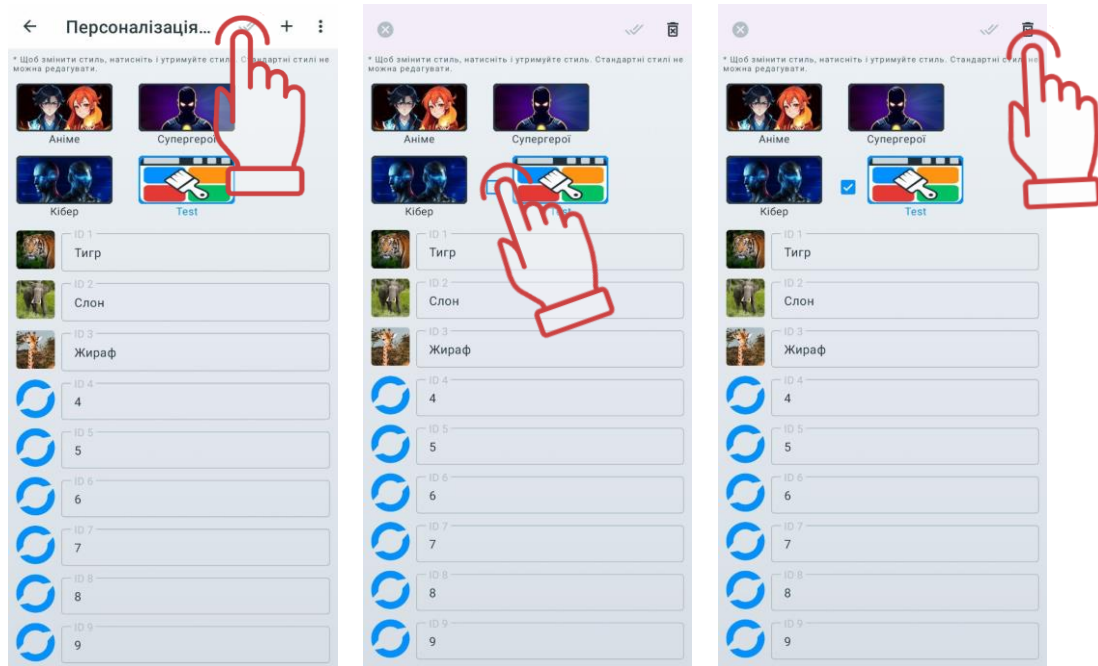 Персоналізація...
* Щоб змінити стиль, натисніть і утримуйте стиль. Стандартні стилі не
можна редагувати.
Аніме
Супергерої
Кібер
Test
ID 1
Тигр
ID 2
Слон
ID 3
Жираф
ID 4
4
ID 5
5
ID 6
6
ID 7
7
ID 8
8
ID 9
9
* Щоб змінити стиль, натисніть і утримуйте стиль. Стандартні стилі не
можна редагувати.
Аніме
Супергерої
Кібер
Test
ID 1
Тигр
ID 2
Слон
ID 3
Жираф
ID 4
4
ID 5
5
ID 6
6
ID 7
7
ID 8
8
ID 9
9
* Щоб змінити стиль, натисніть і утримуйте стиль. Стандартні стилі не
можна редагувати.
Аніме
Супергерої
Кібер
Test
ID 1
Тигр
ID 2
Слон
ID 3
Жираф
ID 4
4
ID 5
5
ID 6
6
ID 7
7
ID 8
8
ID 9
9